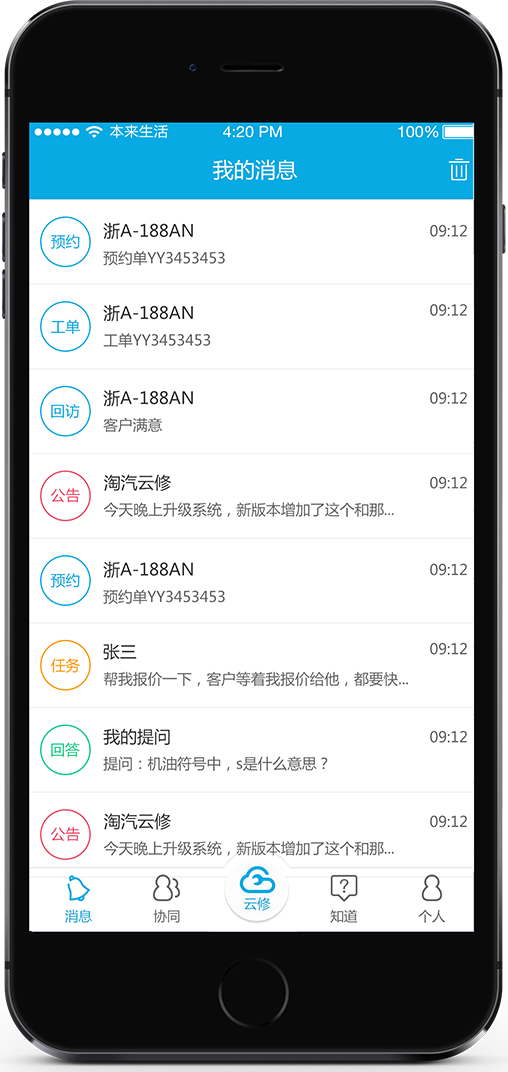 本来生活 4:20 PM 100%
我的消息
预约 浙A-188AN 09:12
预约单YY3453453
工单 浙A-188AN 09:12
工单YY3453453
回访 浙A-188AN 09:12
客户满意
公告 淘汽云修 09:12
今天晚上升级系统，新版本增加了这个和那...
预约 浙A-188AN 09:12
预约单YY3453453
任务 张三 09:12
帮我报价一下，客户等着我报价给他，都要快...
回答 我的提问 09:12
提问：机油符号中，s是什么意思？
公告 淘汽云修 09:12
今天晚上升级系统，新版本增加了这个和那...
消息 协同 云修 知道 个人